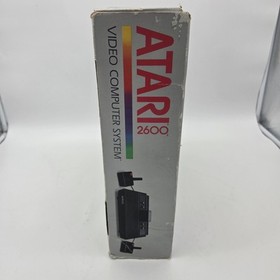 ATARI
2600
VIDEO COMPUTER SYSTEM